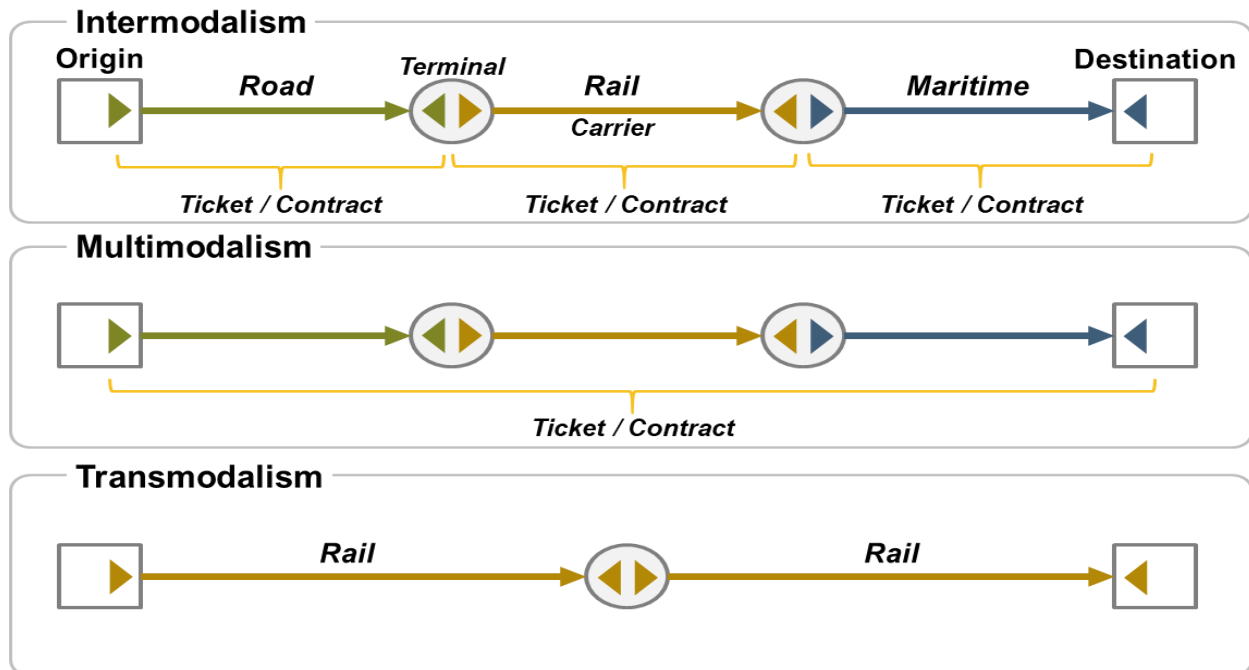 Intermodalism
Origin
Road
Terminal
Rail
Carrier
Maritime
Destination
Ticket / Contract
Ticket / Contract
Ticket / Contract
Multimodalism
Ticket / Contract
Transmodalism
Rail
Rail